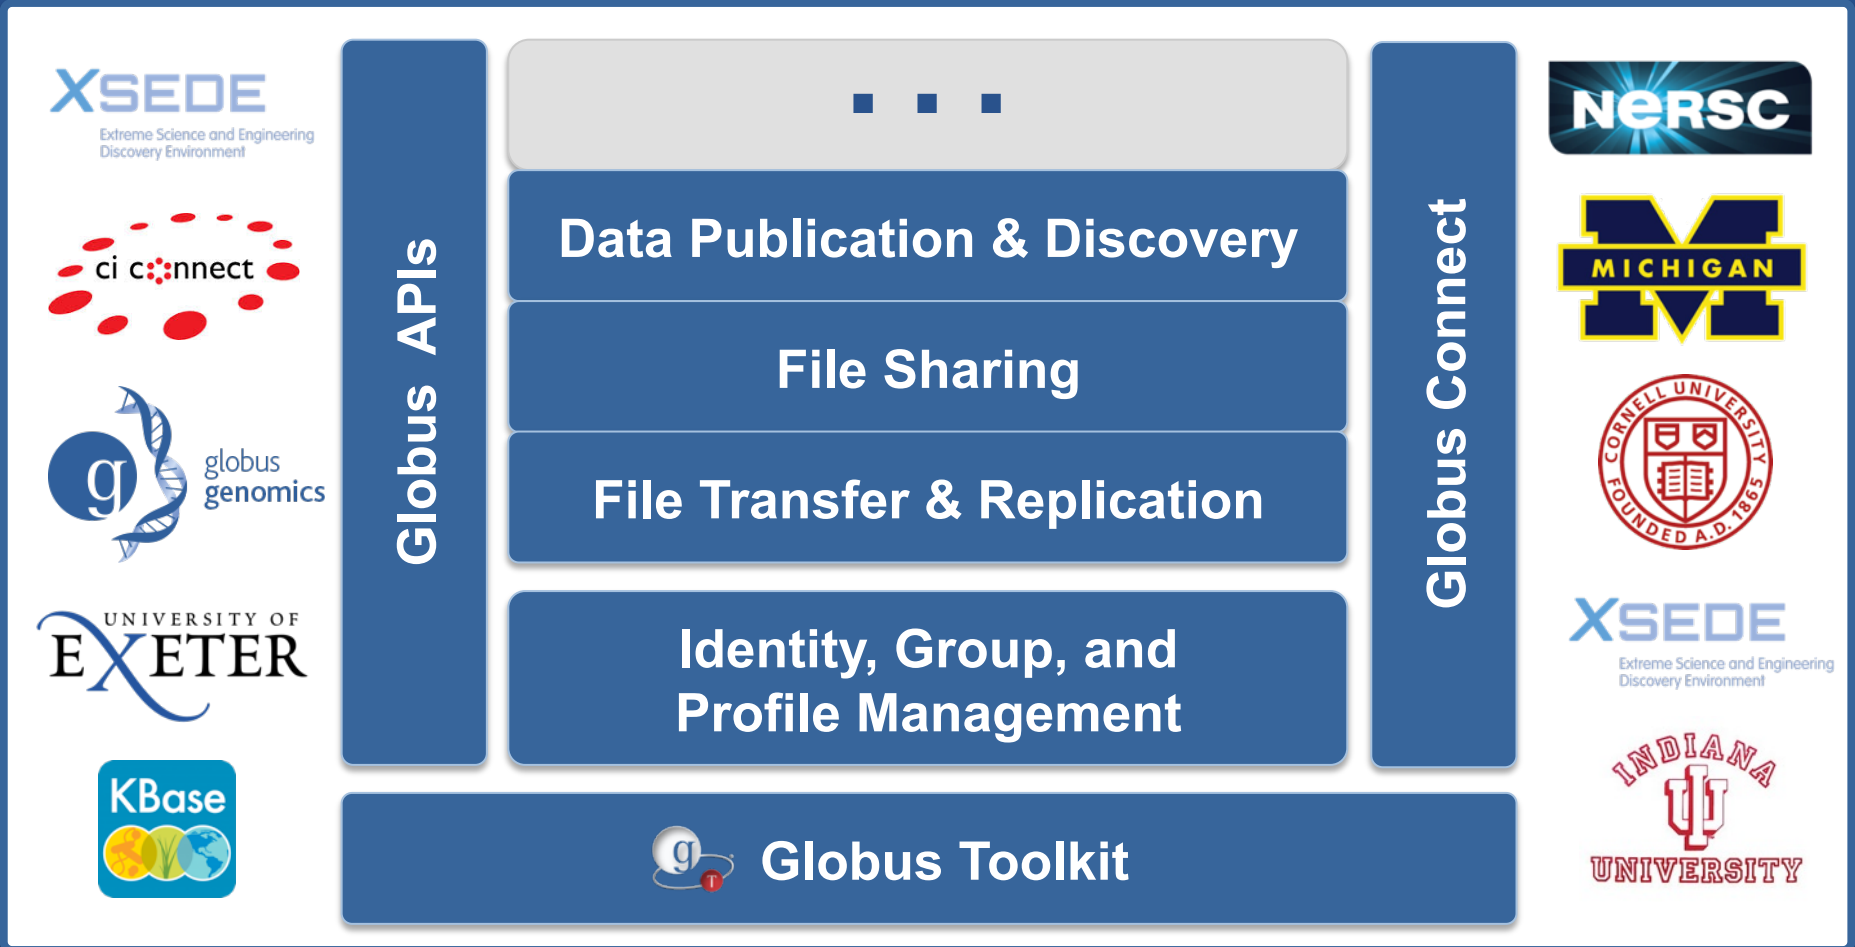 XSEDE
Extreme Science and Engineering
Discovery Environment
ci connect
g
globus
genomics
UNIVERSITY OF
EXETER
KBase
Globus APIs
...
Data Publication & Discovery
File Sharing
File Transfer & Replication
Identity, Group, and
Profile Management
g
T
Globus Toolkit
Globus Connect
NeRSC
M
MICHIGAN
CORNELL UNIVERSITY
FOUNDED A.D. 1865
XSEDE
Extreme Science and Engineering
Discovery Environment
INDIANA
IU
UNIVERSITY